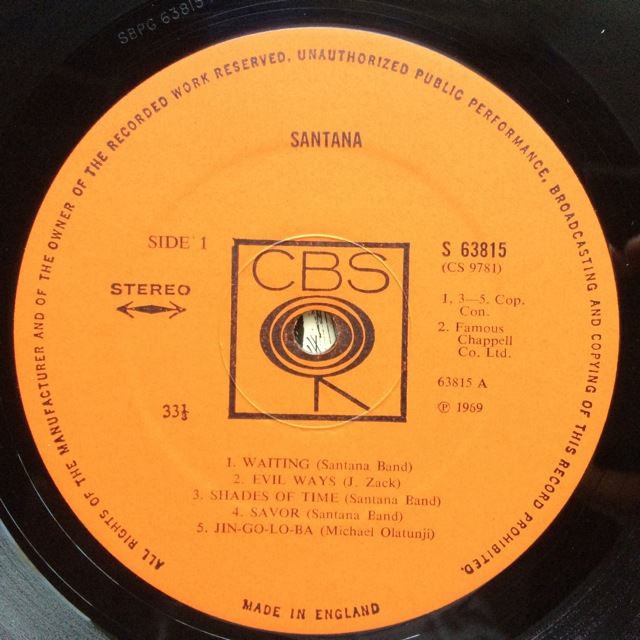 SBPG 63815
ALL RIGHTS OF THE MANUFACTURER AND OF THE OWNER OF THE RECORDED WORK RESERVED. UNAUTHORIZED PUBLIC PERFORMANCE, BROADCASTING AND COPYING OF THIS RECORD PROHIBITED.
SANTANA
SIDE 1
STEREO
33⅓
CBS
S 63815
(CS 9781)
1, 3—5. Cop.
Con.
2. Famous
Chappell
Co. Ltd.
63815 A
℗ 1969
1. WAITING (Santana Band)
2. EVIL WAYS (J. Zack)
3. SHADES OF TIME (Santana Band)
4. SAVOR (Santana Band)
5. JIN-GO-LO-BA (Michael Olatunji)
MADE IN ENGLAND